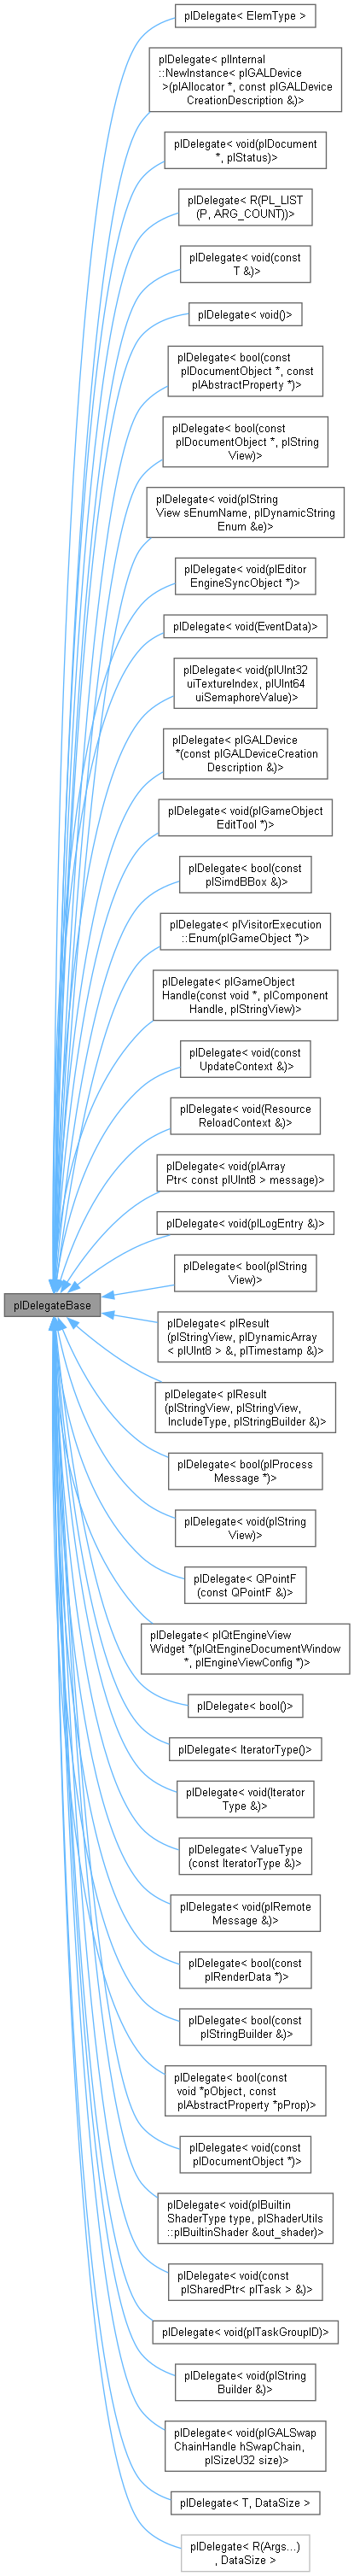 plDelegate< ElemType >
plDelegate< plInternal
::NewInstance< plGALDevice
>(plAllocator *, const plGALDevice
CreationDescription &)>
plDelegate< void(plDocument
*, plStatus)>
plDelegate< R(PL_LIST
(P, ARG_COUNT))>
plDelegate< void(const
T &)>
plDelegate< void()>
plDelegate< bool(const
plDocumentObject *, const
plAbstractProperty *)>
plDelegate< bool(const
plDocumentObject *, plString
View)>
plDelegate< void(plString
View sEnumName, plDynamicString
Enum &e)>
plDelegate< void(plEditor
EngineSyncObject *)>
plDelegate< void(EventData)>
plDelegate< void(plUInt32
uiTextureIndex, plUInt64
uiSemaphoreValue)>
plDelegate< plGALDevice
*(const plGALDeviceCreation
Description &)>
plDelegate< void(plGameObject
EditTool *)>
plDelegate< bool(const
plSimdBBox &)>
plDelegate< plVisitorExecution
::Enum(plGameObject *)>
plDelegate< plGameObject
Handle(const void *, plComponent
Handle, plStringView)>
plDelegate< void(const
UpdateContext &)>
plDelegate< void(Resource
ReloadContext &)>
plDelegate< void(plArray
Ptr< const plUInt8 > message)>
plDelegate< void(plLogEntry &)>
plDelegate< bool(plString
View)>
plDelegateBase
plDelegate< plResult
(plStringView, plDynamicArray
< plUInt8 > &, plTimestamp &)>
plDelegate< plResult
(plStringView, plStringView,
IncludeType, plStringBuilder &)>
plDelegate< bool(plProcess
Message *)>
plDelegate< void(plString
View)>
plDelegate< QPointF
(const QPointF &)>
plDelegate< plQtEngineView
Widget *(plQtEngineDocumentWindow
*, plEngineViewConfig *)>
plDelegate< bool()>
plDelegate< IteratorType()>
plDelegate< void(Iterator
Type &)>
plDelegate< ValueType
(const IteratorType &)>
plDelegate< void(plRemote
Message &)>
plDelegate< bool(const
plRenderData *)>
plDelegate< bool(const
plStringBuilder &)>
plDelegate< bool(const
void *pObject, const
plAbstractProperty *pProp)>
plDelegate< void(const
plDocumentObject *)>
plDelegate< void(plBuiltin
ShaderType type, plShaderUtils
::plBuiltinShader &out_shader)>
plDelegate< void(const
plSharedPtr< plTask > &)>
plDelegate< void(plTaskGroupID)>
plDelegate< void(plString
Builder &)>
plDelegate< void(plGALSwap
ChainHandle hSwapChain,
plSizeU32 size)>
plDelegate< T, DataSize >
plDelegate< R(Args...)
, DataSize >